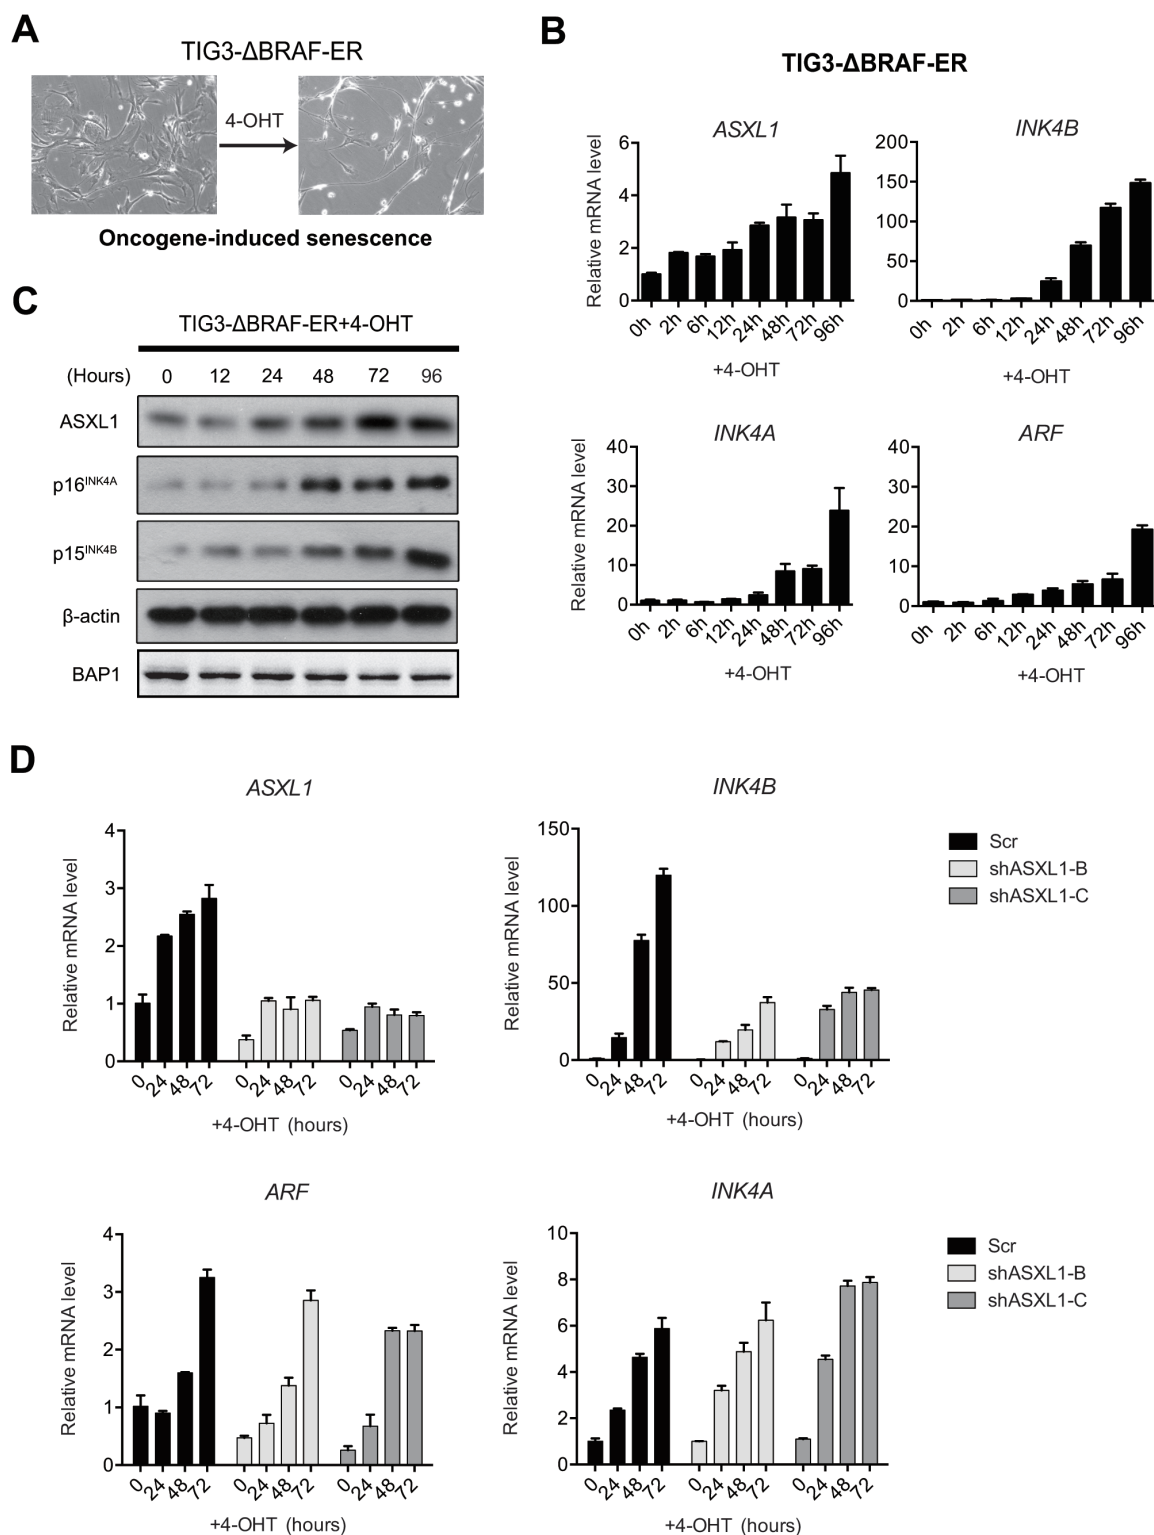 A
TIG3-ΔBRAF-ER
4-OHT
Oncogene-induced senescence
B
TIG3-ΔBRAF-ER
ASXL1
Relative mRNA level
6
4
2
0
0h 2h 6h 12h 24h 48h 72h 96h
+4-OHT
INK4B
200
150
100
50
0
0h 2h 6h 12h 24h 48h 72h 96h
+4-OHT
INK4A
Relative mRNA level
40
30
20
10
0
0h 2h 6h 12h 24h 48h 72h 96h
+4-OHT
ARF
40
30
20
10
0
0h 2h 6h 12h 24h 48h 72h 96h
+4-OHT
C
TIG3-ΔBRAF-ER+4-OHT
(Hours) 0 12 24 48 72 96
ASXL1
p16INK4A
p15INK4B
β-actin
BAP1
D
ASXL1
Relative mRNA level
4
3
2
1
0
0 24 48 72 0 24 48 72 0 24 48 72
+4-OHT (hours)
INK4B
Relative mRNA level
150
100
50
0
0 24 48 72 0 24 48 72 0 24 48 72
+4-OHT (hours)
Scr
shASXL1-B
shASXL1-C
ARF
Relative mRNA level
4
3
2
1
0
0 24 48 72 0 24 48 72 0 24 48 72
+4-OHT (hours)
INK4A
Relative mRNA level
10
8
6
4
2
0
0 24 48 72 0 24 48 72 0 24 48 72
+4-OHT (hours)
Scr
shASXL1-B
shASXL1-C